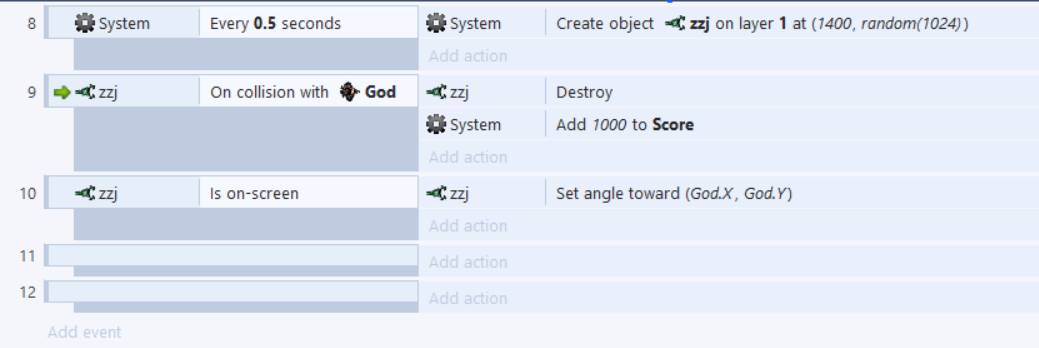 8 System Every 0.5 seconds System Create object zzj on layer 1 at (1400, random(1024))
Add action
9 zzj On collision with God zzj Destroy
System Add 1000 to Score
Add action
10 zzj Is on-screen zzj Set angle toward (God.X, God.Y)
Add action
11 Add action
12 Add action
Add event